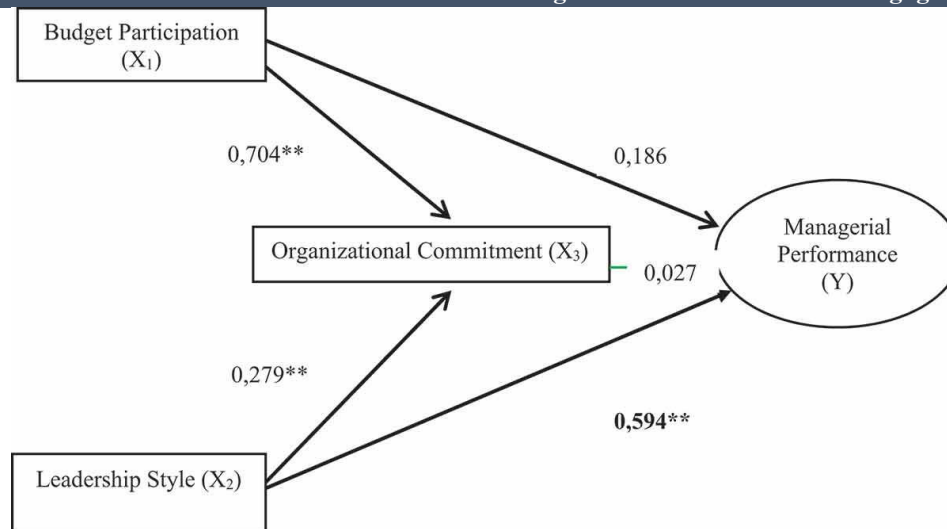 Budget Participation
(X₁)
0,704**
0,186
Managerial
Performance
(Y)
Organizational Commitment (X₃)
0,027
0,279**
0,594**
Leadership Style (X₂)